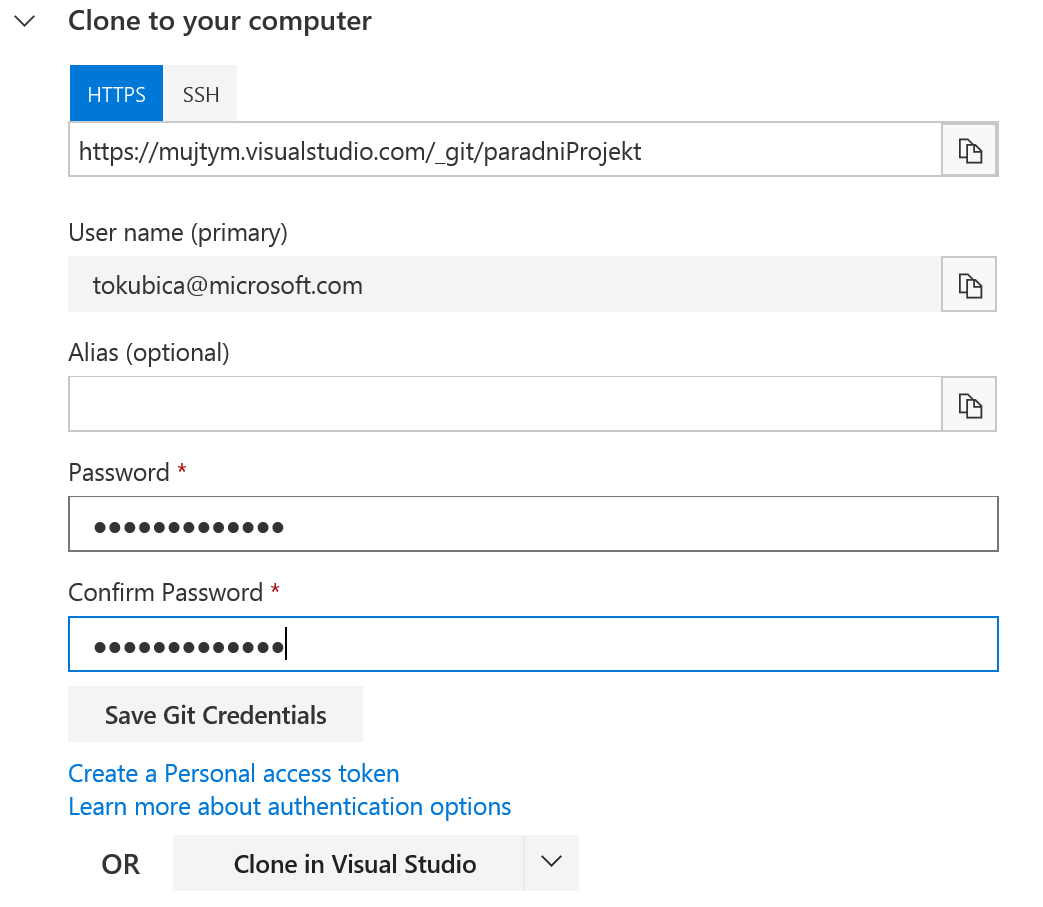 Clone to your computer
HTTPS SSH
https://mujtym.visualstudio.com/_git/paradniProjekt
User name (primary)
tokubica@microsoft.com
Alias (optional)
Password *
●●●●●●●●●●●●●
Confirm Password *
●●●●●●●●●●●●●
Save Git Credentials
Create a Personal access token
Learn more about authentication options
OR Clone in Visual Studio